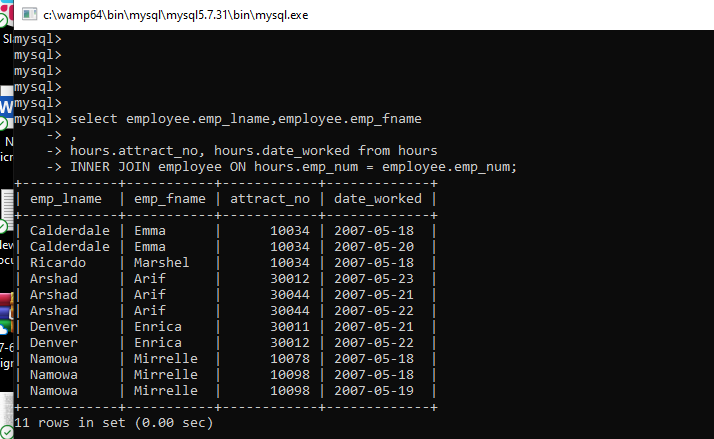 c:\wamp64\bin\mysql\mysql5.7.31\bin\mysql.exe
mysql>
mysql>
mysql>
mysql>
mysql>
mysql> select employee.emp_lname,employee.emp_fname
    -> ,
    -> hours.attract_no, hours.date_worked from hours
    -> INNER JOIN employee ON hours.emp_num = employee.emp_num;
+------------+-----------+------------+-------------+
| emp_lname  | emp_fname | attract_no | date_worked |
+------------+-----------+------------+-------------+
| Calderdale | Emma      |      10034 | 2007-05-18  |
| Calderdale | Emma      |      10034 | 2007-05-20  |
| Ricardo    | Marshel   |      10034 | 2007-05-18  |
| Arshad     | Arif      |      30012 | 2007-05-23  |
| Arshad     | Arif      |      30044 | 2007-05-21  |
| Arshad     | Arif      |      30044 | 2007-05-22  |
| Denver     | Enrica    |      30011 | 2007-05-21  |
| Denver     | Enrica    |      30012 | 2007-05-22  |
| Namowa     | Mirrelle  |      10078 | 2007-05-18  |
| Namowa     | Mirrelle  |      10098 | 2007-05-18  |
| Namowa     | Mirrelle  |      10098 | 2007-05-19  |
+------------+-----------+------------+-------------+
11 rows in set (0.00 sec)